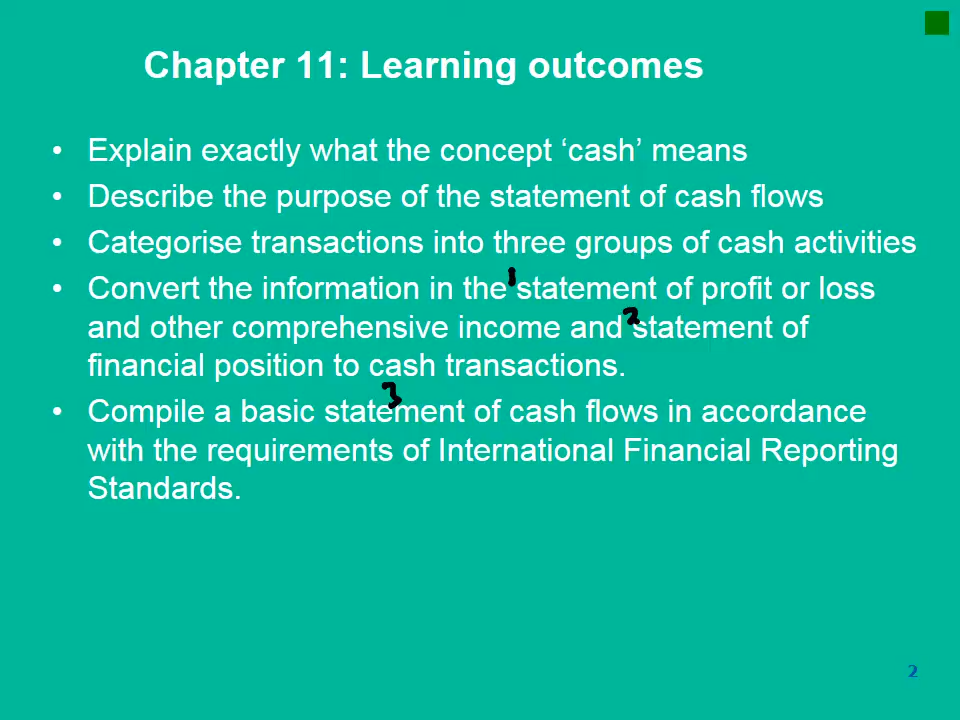 Chapter 11: Learning outcomes
• Explain exactly what the concept ‘cash’ means
• Describe the purpose of the statement of cash flows
• Categorise transactions into three groups of cash activities
1
• Convert the information in the statement of profit or loss
2
and other comprehensive income and statement of
financial position to cash transactions.
3
• Compile a basic statement of cash flows in accordance
with the requirements of International Financial Reporting
Standards.
2